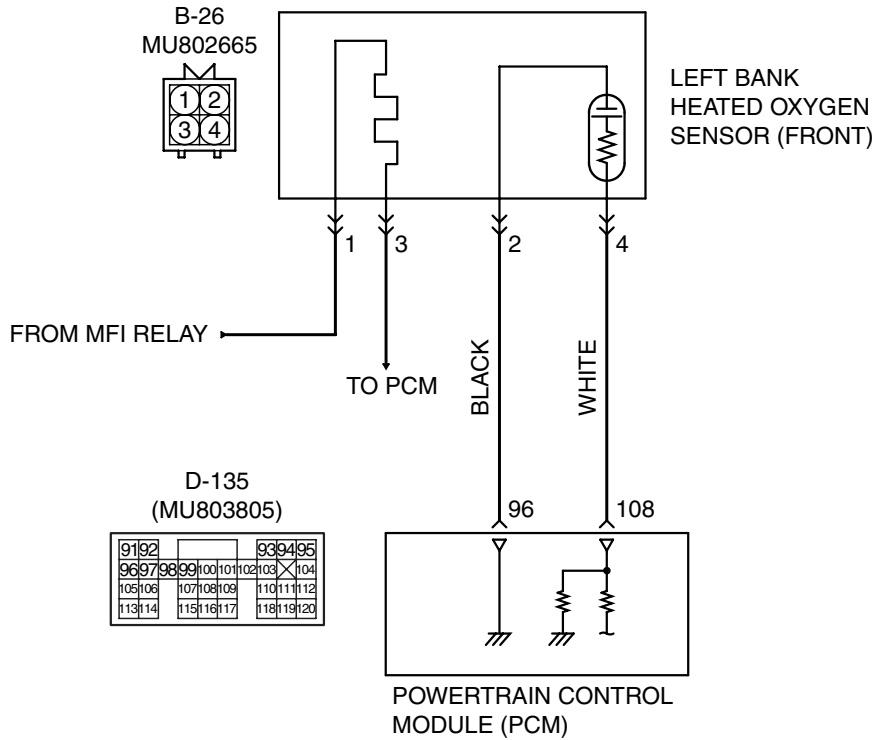 B-26
MU802665
1 2
3 4
LEFT BANK
HEATED OXYGEN
SENSOR (FRONT)
1 3 2 4
FROM MFI RELAY
TO PCM
BLACK
WHITE
D-135
(MU803805)
96 108
91 92 93 94 95
96 97 98 99 100 101 102 103 104
105 106 107 108 109 110 111 112
113 114 115 116 117 118 119 120
POWERTRAIN CONTROL
MODULE (PCM)